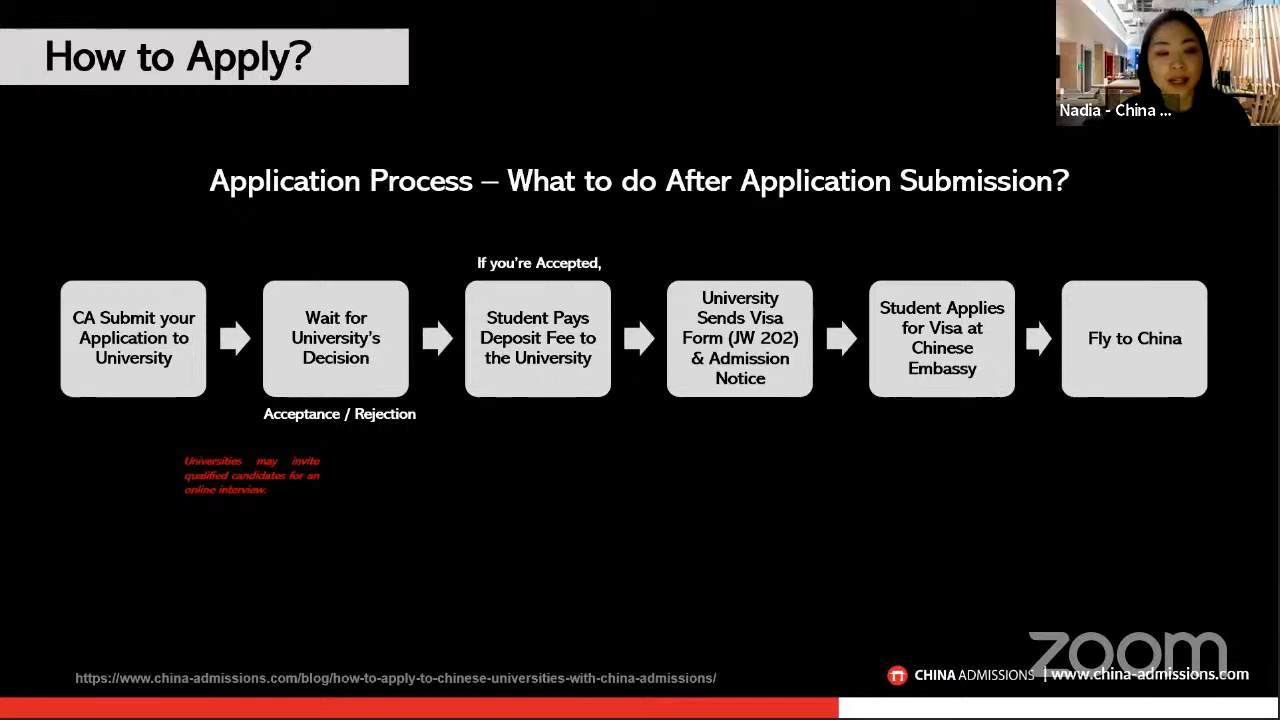 How to Apply?
Nadia - China ...
Application Process – What to do After Application Submission?
If you're Accepted,
CA Submit your
Application to
University
Wait for
University's
Decision
Student Pays
Deposit Fee to
the University
University
Sends Visa
Form (JW 202)
& Admission
Notice
Student Applies
for Visa at
Chinese
Embassy
Fly to China
Acceptance / Rejection
Universities may invite
qualified candidates for an
online interview.
zoom
https://www.china-admissions.com/blog/how-to-apply-to-chinese-universities-with-china-admissions/
CHINA ADMISSIONS | www.china-admissions.com